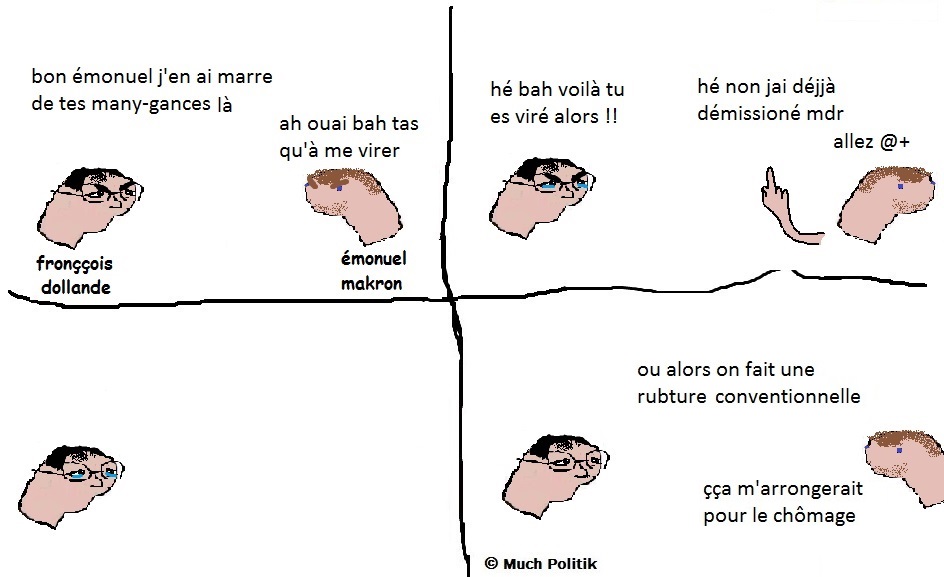 bon émonuel j'en ai marre
de tes many-gances là
ah ouai bah tas
qu'à me virer
fronççois
dollande
émonuel
makron
hé bah voilà tu
es viré alors !!
hé non jai déjjà
démissioné mdr
allez @+
ou alors on fait une
rubture conventionnelle
çça m'arrongerait
pour le chômage
© Much Politik